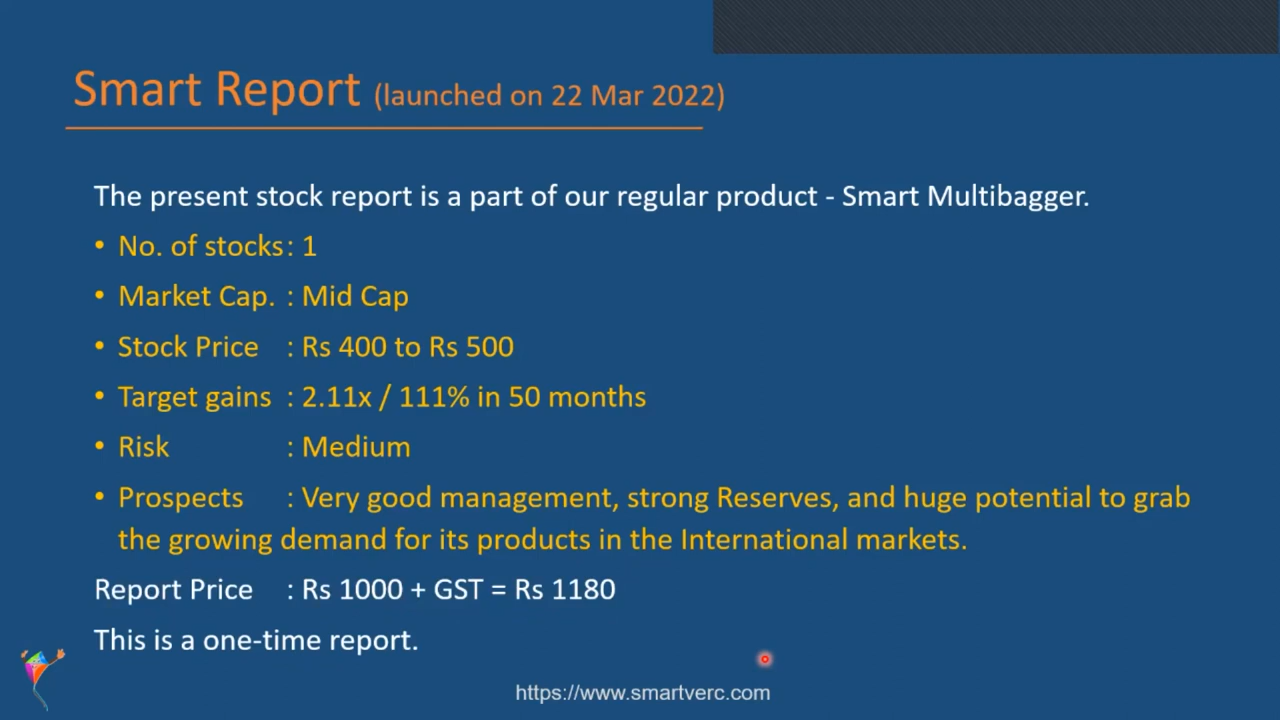 Smart Report (launched on 22 Mar 2022)
The present stock report is a part of our regular product - Smart Multibagger.
• No. of stocks : 1
• Market Cap. : Mid Cap
• Stock Price : Rs 400 to Rs 500
• Target gains : 2.11x / 111% in 50 months
• Risk : Medium
• Prospects : Very good management, strong Reserves, and huge potential to grab
the growing demand for its products in the International markets.
Report Price : Rs 1000 + GST = Rs 1180
This is a one-time report.
https://www.smartverc.com